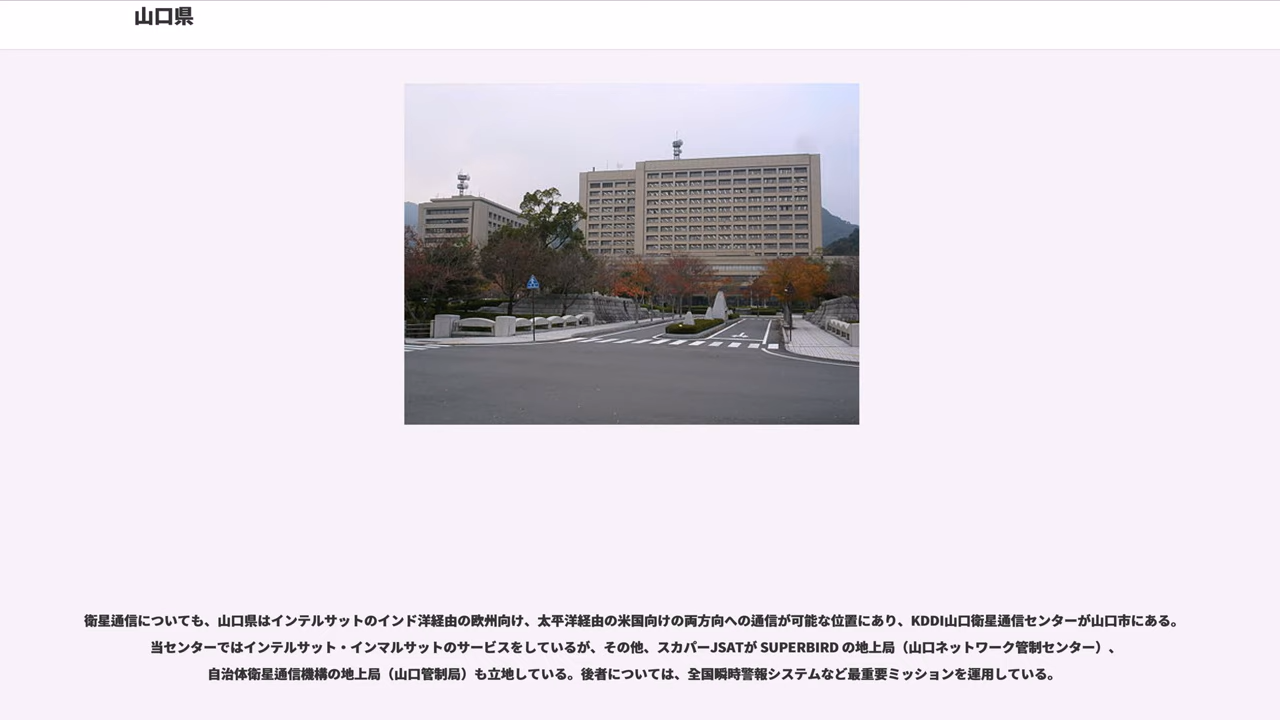 山口県
衛星通信についても、山口県はインテルサットのインド洋経由の欧州向け、太平洋経由の米国向けの両方向への通信が可能な位置にあり、KDDI山口衛星通信センターが山口市にある。
当センターではインテルサット・インマルサットのサービスをしているが、その他、スカパーJSATが SUPERBIRD の地上局（山口ネットワーク管制センター）、
自治体衛星通信機構の地上局（山口管制局）も立地している。後者については、全国瞬時警報システムなど最重要ミッションを運用している。